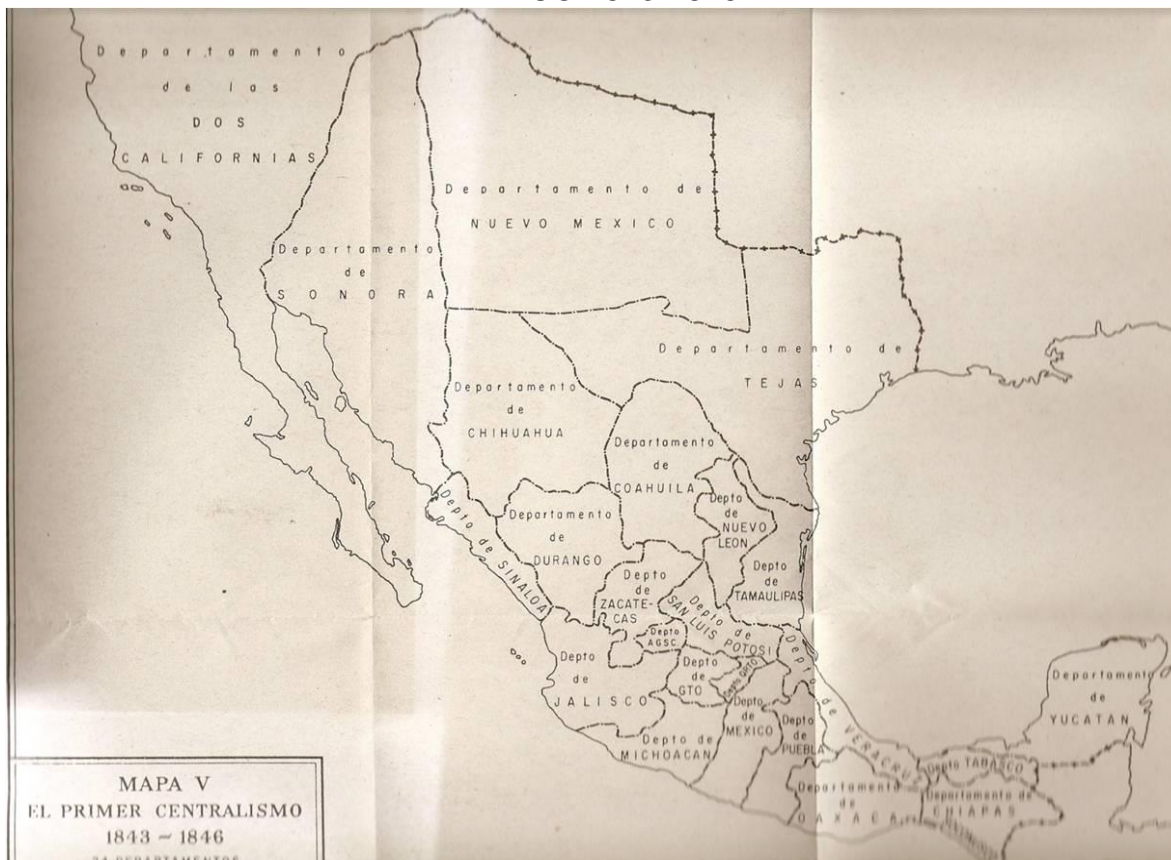 Departamento
de las
DOS
CALIFORNIAS
Departamento de
NUEVO MEXICO
Departamento
de
SONORA
Departamento de
TEJAS
Departamento
de
CHIHUAHUA
Departamento
de
COAHUILA
Depto
de
NUEVO
LEON
Depto de SINALOA
Departamento
de
DURANGO
Depto
de
TAMAULIPAS
Depto
de
ZACATE-
CAS
Depto de
SAN LUIS POTOSI
Depto
AGSC
Depto
de
JALISCO
Depto
de
GTO
Depto QRTO
Depto de VERACRUZ
Departamento
de
YUCATAN
Depto de
MICHOACAN
Depto
de
MEXICO
Depto
de
PUEBLA
Depto TABASCO
Departamento
de
OAXACA
Departamento de
CHIAPAS
MAPA V
EL PRIMER CENTRALISMO
1843 ~ 1846
24 DEPARTAMENTOS